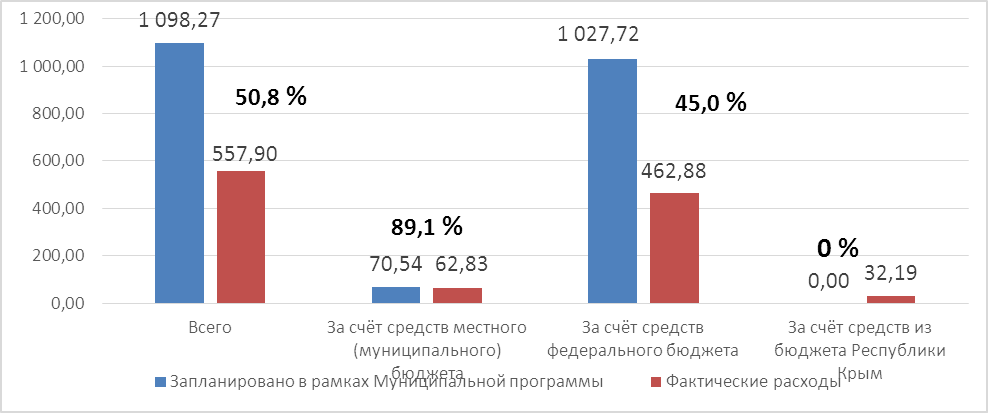 1 200,00
1 000,00
800,00
600,00
400,00
200,00
0,00
1 098,27
50,8 %
557,90
89,1 %
70,54
62,83
1 027,72
45,0 %
462,88
0 %
0,00
32,19
Всего
За счёт средств местного
(муниципального)
бюджета
За счёт средств
федерального бюджета
За счёт средств из
бюджета Республики
Крым
Запланировано в рамках Муниципальной программы
Фактические расходы